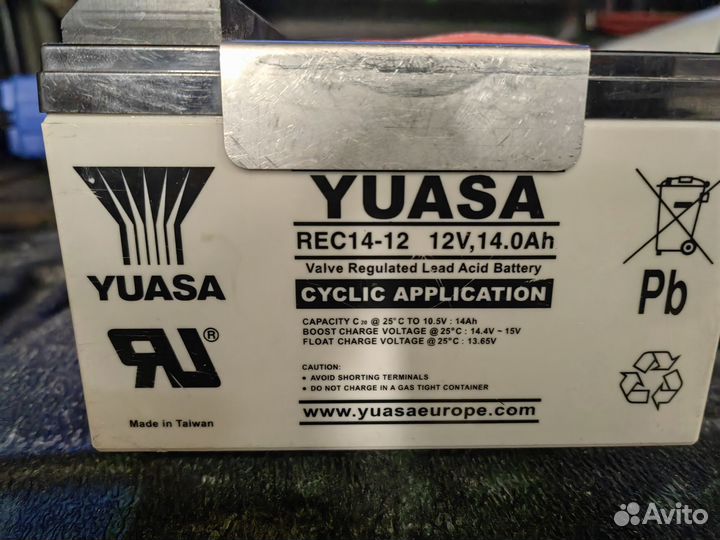 YUASA
REC14-12 12V,14.0Ah
Valve Regulated Lead Acid Battery
CYCLIC APPLICATION
CAPACITY C20 @ 25°C TO 10.5V : 14Ah
BOOST CHARGE VOLTAGE @ 25°C : 14.4V ~ 15V
FLOAT CHARGE VOLTAGE @ 25°C : 13.65V
CAUTION:
• AVOID SHORTING TERMINALS
• DO NOT CHARGE IN A GAS TIGHT CONTAINER
www.yuasaeurope.com
YUASA
RU®
Made in Taiwan
Pb
Avito